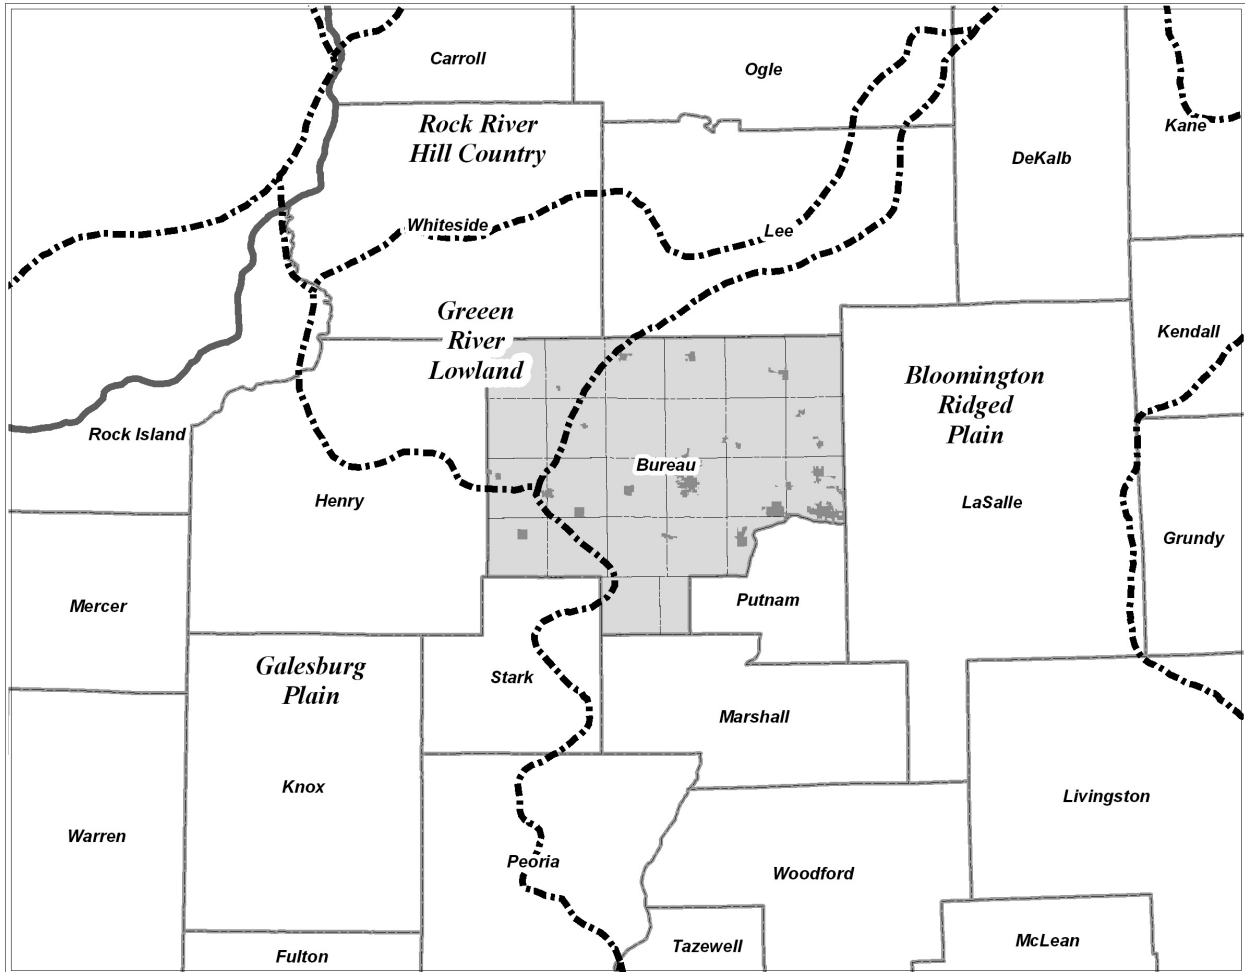 Carroll
Ogle
Rock River
Hill Country
Kane
DeKalb
Whiteside
Lee
Greeen
River
Lowland
Kendall
Bloomington
Ridged
Plain
Rock Island
Bureau
Henry
LaSalle
Grundy
Mercer
Putnam
Galesburg
Plain
Stark
Marshall
Knox
Livingston
Warren
Peoria
Woodford
Tazewell
McLean
Fulton